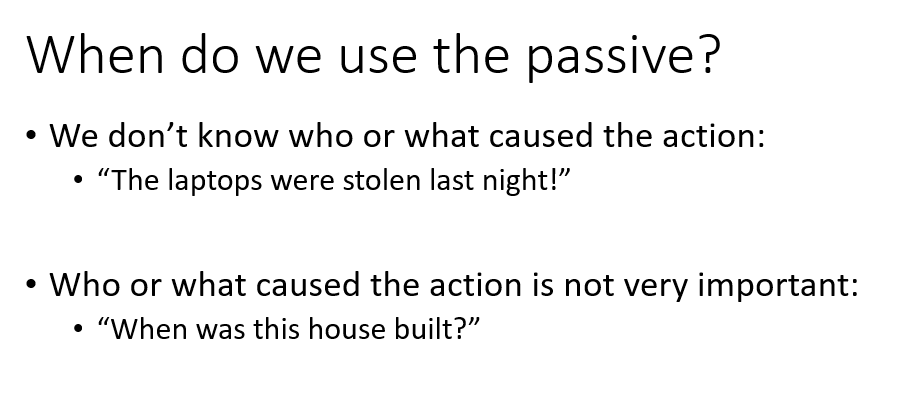 When do we use the passive?
• We don’t know who or what caused the action:
• “The laptops were stolen last night!”
• Who or what caused the action is not very important:
• “When was this house built?”